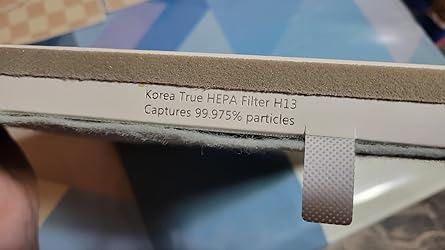 Korea True HEPA Filter H13
Captures 99.975% particles